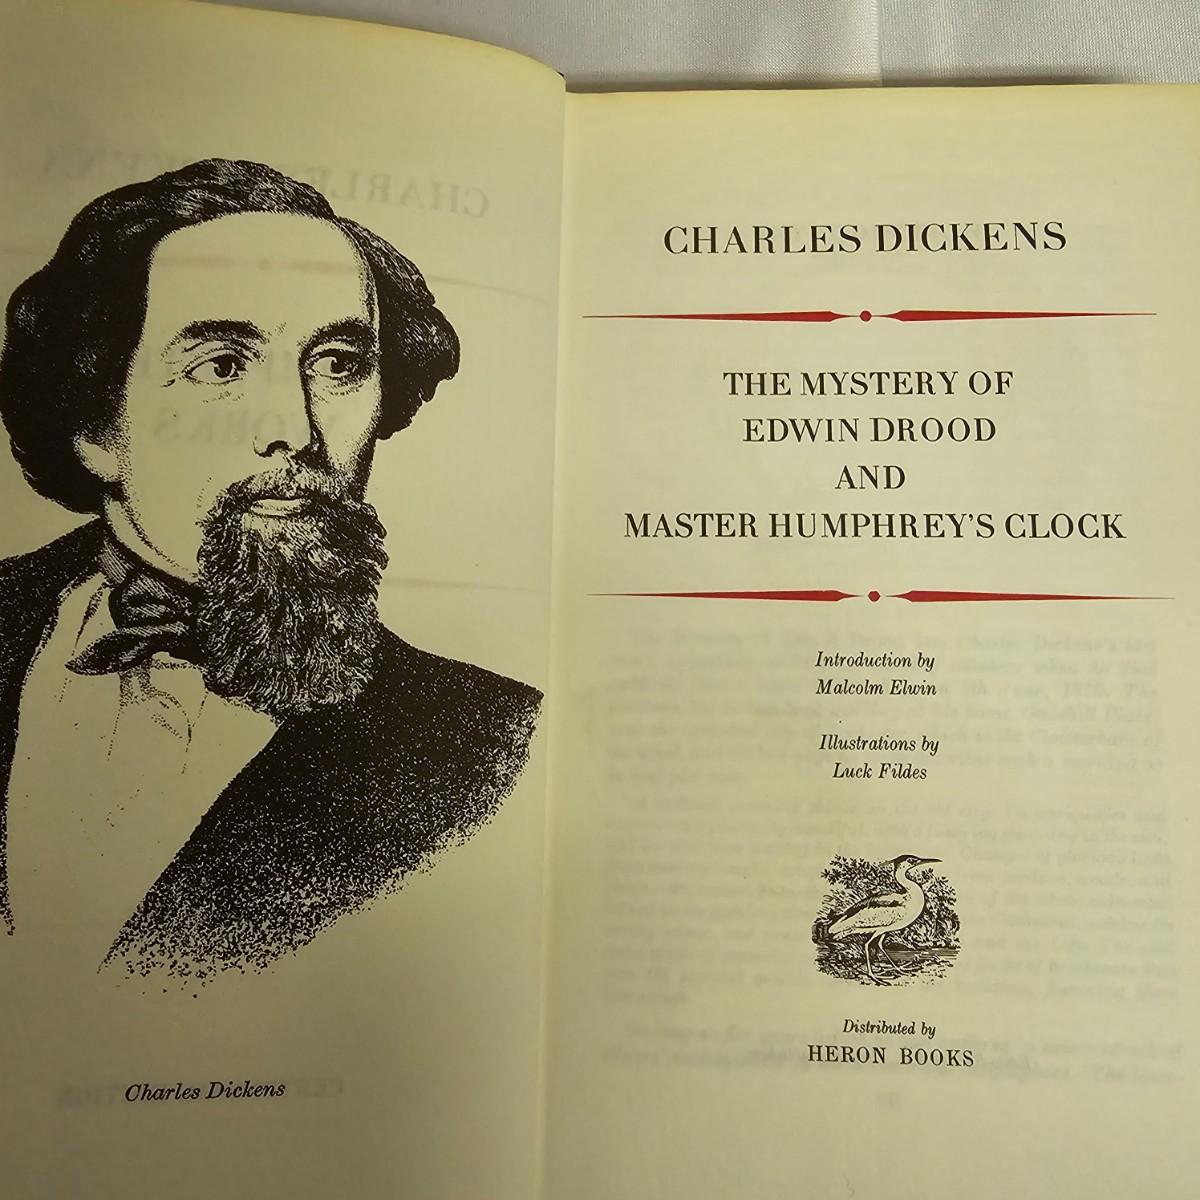 Charles Dickens
CHARLES DICKENS
THE MYSTERY OF
EDWIN DROOD
AND
MASTER HUMPHREY'S CLOCK
Introduction by
Malcolm Elwin
Illustrations by
Luck Fildes
Distributed by
HERON BOOKS